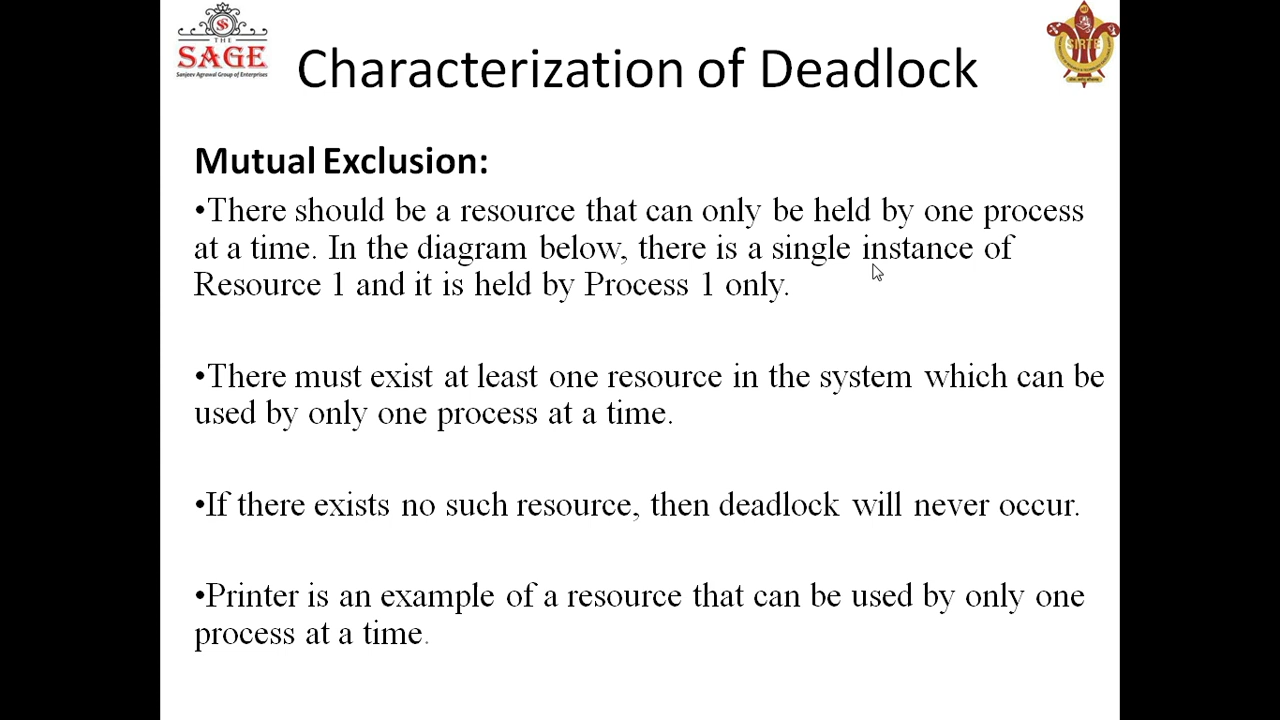 THE
SAGE
Sanjeev Agrawal Group of Enterprises
SIRTE
Characterization of Deadlock
Mutual Exclusion:
•There should be a resource that can only be held by one process
at a time. In the diagram below, there is a single instance of
Resource 1 and it is held by Process 1 only.
•There must exist at least one resource in the system which can be
used by only one process at a time.
•If there exists no such resource, then deadlock will never occur.
•Printer is an example of a resource that can be used by only one
process at a time.